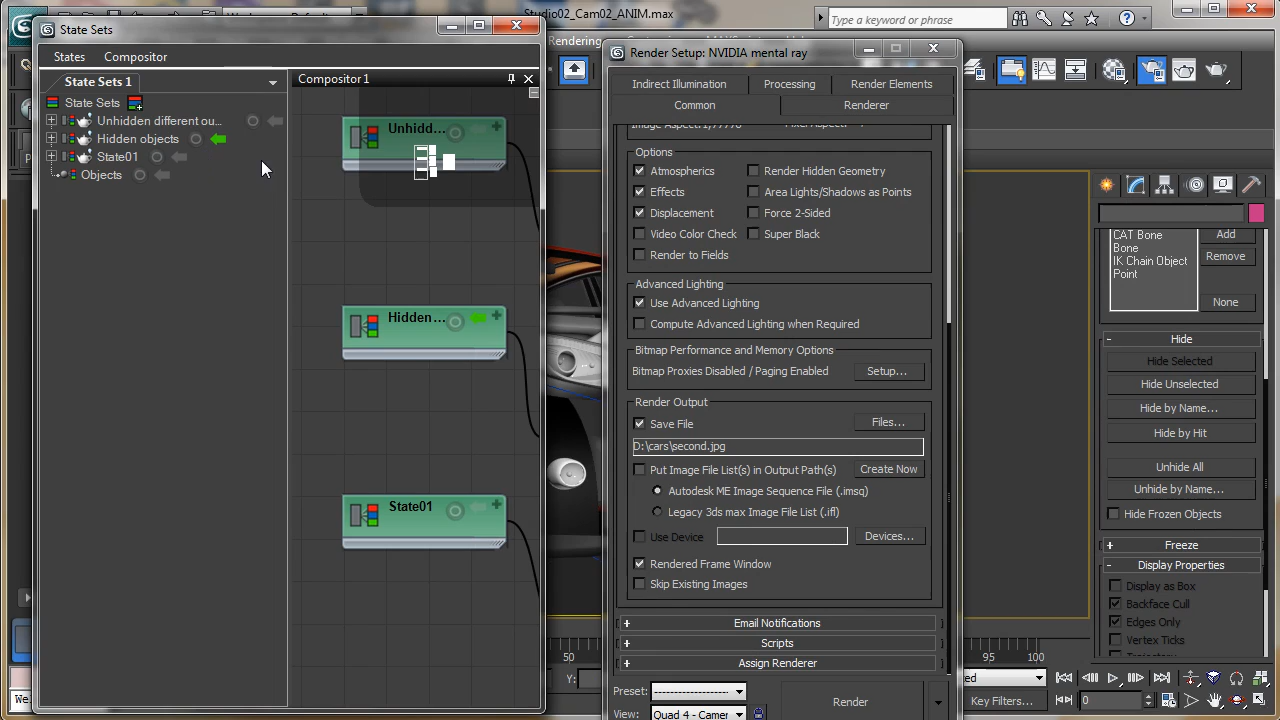 Studio02_Cam02_ANIM.max
Type a keyword or phrase
State Sets
States
Compositor
State Sets 1
State Sets
Unhidden different ou...
Hidden objects
State01
Objects
Compositor1
Unhidd...
Hidden ...
State01
Rendering
Render Setup: NVIDIA mental ray
Indirect Illumination
Processing
Render Elements
Common
Renderer
Options
Atmospherics
Render Hidden Geometry
Effects
Area Lights/Shadows as Points
Displacement
Force 2-Sided
Video Color Check
Super Black
Render to Fields
Advanced Lighting
Use Advanced Lighting
Compute Advanced Lighting when Required
Bitmap Performance and Memory Options
Bitmap Proxies Disabled / Paging Enabled
Setup...
Render Output
Save File
Files...
D:\cars\second.jpg
Put Image File List(s) in Output Path(s)
Create Now
Autodesk ME Image Sequence File (.imsq)
Legacy 3ds max Image File List (.ifl)
Use Device
Devices...
Rendered Frame Window
Skip Existing Images
Email Notifications
Scripts
Assign Renderer
Preset:
View:
Quad 4 - Camer
Render
CAT Bone
Bone
IK Chain Object
Point
Add
Remove
None
Hide
Hide Selected
Hide Unselected
Hide by Name...
Hide by Hit
Unhide All
Unhide by Name...
Hide Frozen Objects
Freeze
Display Properties
Display as Box
Backface Cull
Edges Only
Vertex Ticks
50
95
100
Y:
We
ed
Key Filters...
0